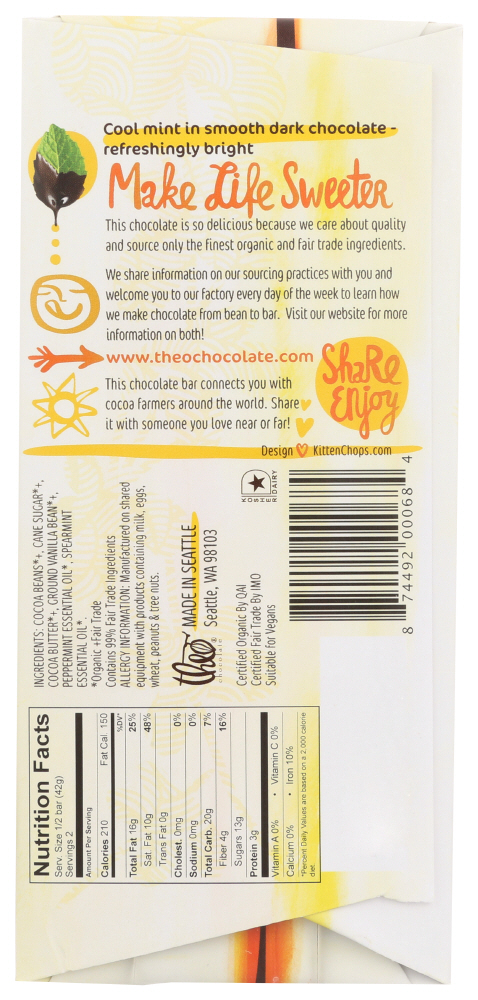 Cool mint in smooth dark chocolate -
refreshingly bright
Make Life Sweeter
This chocolate is so delicious because we care about quality
and source only the finest organic and fair trade ingredients.
We share information on our sourcing practices with you and
welcome you to our factory every day of the week to learn how
we make chocolate from bean to bar. Visit our website for more
information on both!
www.theochocolate.com
This chocolate bar connects you with
cocoa farmers around the world. Share
it with someone you love near or far!
ShaRe
Enjoy
Design KittenChops.com
INGREDIENTS: COCOA BEANS*+, CANE SUGAR*+,
COCOA BUTTER*+, GROUND VANILLA BEAN*+,
PEPPERMINT ESSENTIAL OIL*, SPEARMINT
ESSENTIAL OIL*.
*Organic +Fair Trade
Contains 99% Fair Trade Ingredients
ALLERGY INFORMATION: Manufactured on shared
equipment with products containing milk, eggs,
wheat, peanuts & tree nuts.
theo
chocolate
MADE IN SEATTLE
Seattle, WA 98103
Certified Organic By QAI
Certified Fair Trade By IMO
Suitable for Vegans
KOSHER DAIRY
8 74492 00068 4
Nutrition Facts
Serv. Size 1/2 bar (42g)
Servings 2
Amount Per Serving
Calories 210 Fat Cal. 150
%DV*
Total Fat 16g 25%
Sat. Fat 10g 48%
Trans Fat 0g
Cholest. 0mg 0%
Sodium 0mg 0%
Total Carb. 20g 7%
Fiber 4g 16%
Sugars 13g
Protein 3g
Vitamin A 0% • Vitamin C 0%
Calcium 0% • Iron 10%
*Percent Daily Values are based on a 2,000 calorie
diet.